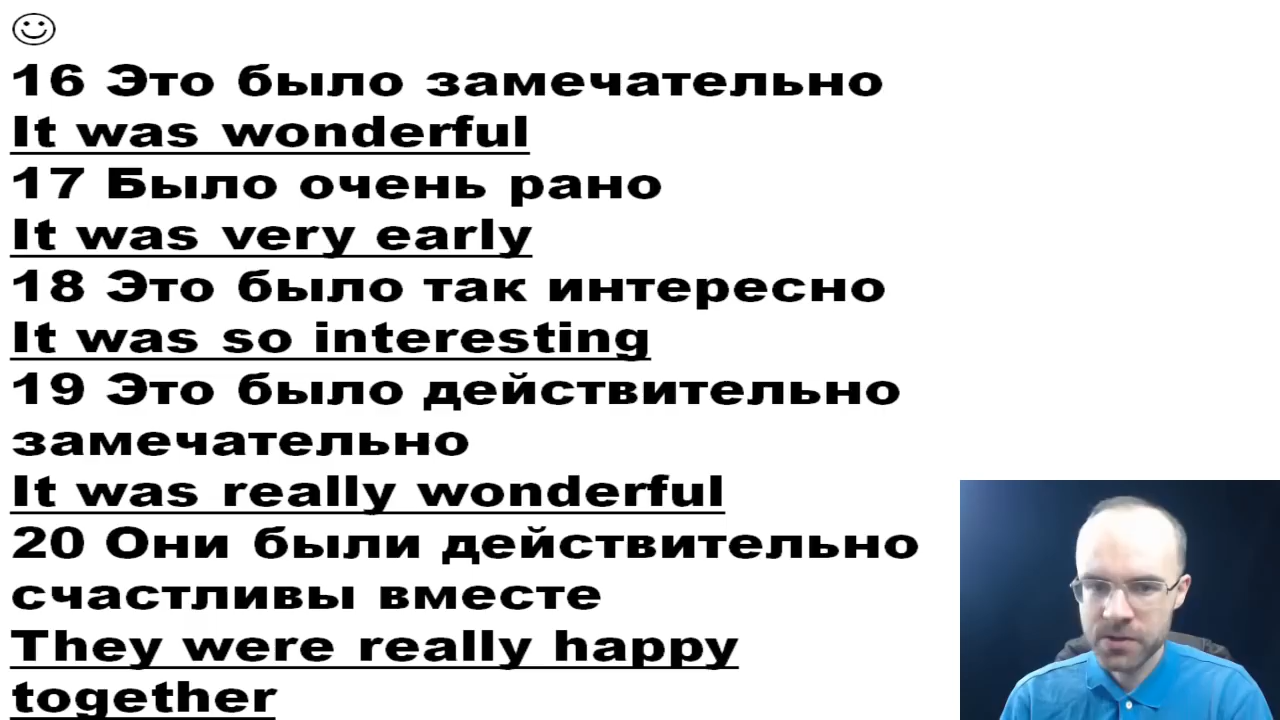 16 Это было замечательно
It was wonderful
17 Было очень рано
It was very early
18 Это было так интересно
It was so interesting
19 Это было действительно
замечательно
It was really wonderful
20 Они были действительно
счастливы вместе
They were really happy
together